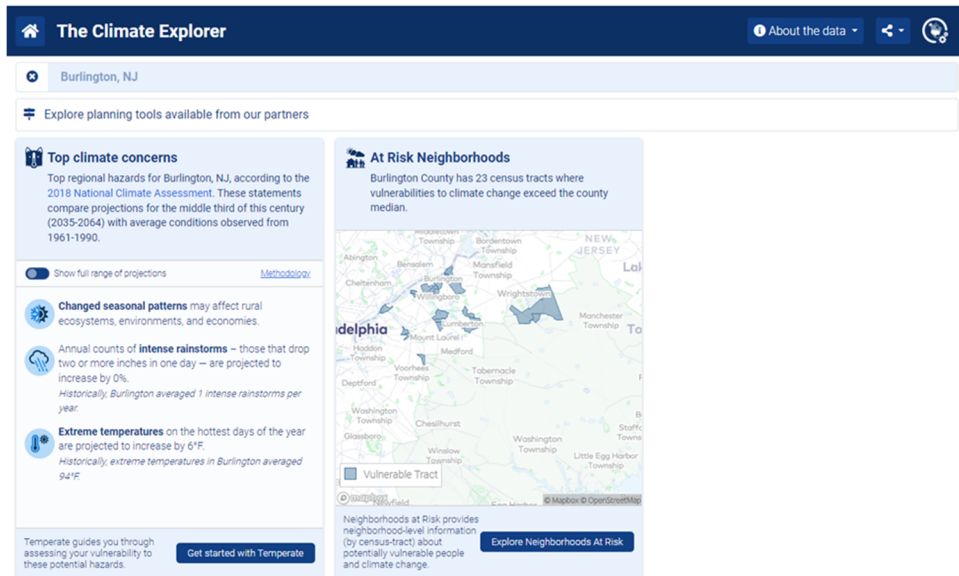 The Climate Explorer
About the data
Burlington, NJ
Explore planning tools available from our partners
Top climate concerns
Top regional hazards for Burlington, NJ, according to the
2018 National Climate Assessment. These statements
compare projections for the middle third of this century
(2035-2064) with average conditions observed from
1961-1990.
Show full range of projections
Methodology
Changed seasonal patterns may affect rural
ecosystems, environments, and economies.
Annual counts of intense rainstorms – those that drop
two or more inches in one day — are projected to
increase by 0%.
Historically, Burlington averaged 1 intense rainstorms per
year.
Extreme temperatures on the hottest days of the year
are projected to increase by 6°F.
Historically, extreme temperatures in Burlington averaged
94°F.
Temperate guides you through
assessing your vulnerability to
these potential hazards.
Get started with Temperate
At Risk Neighborhoods
Burlington County has 23 census tracts where
vulnerabilities to climate change exceed the county
median.
Middletown
Township
Bordentown
Township
NEW
JERSEY
Abington
Bensalem
Mansfield
Township
Lak
Cheltenham
Burlington
Willingboro
Wrightstown
Manchester
Township
To
delphia
Lumberton
Mount Laurel
Haddon
Township
Medford
Voorhees
Township
Tabernacle
Township
Deptford
Washington
Township
Chesilhurst
Glassboro
Washington
Township
Staffo
Towns
Winslow
Township
Little Egg Harbor
Township
Vulnerable Tract
mapbox
Newfield
Egg Harbor
© Mapbox © OpenStreetMap
Neighborhoods at Risk provides
neighborhood-level information
(by census-tract) about
potentially vulnerable people
and climate change.
Explore Neighborhoods At Risk